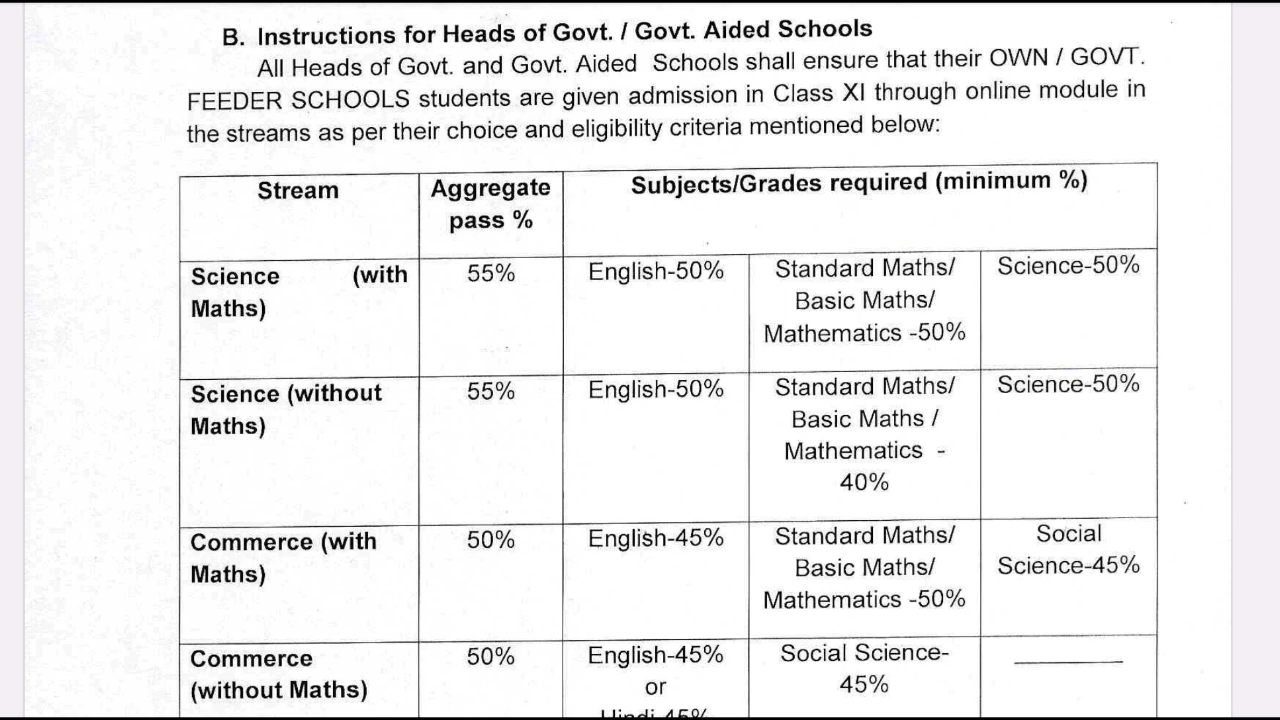 B. Instructions for Heads of Govt. / Govt. Aided Schools
All Heads of Govt. and Govt. Aided Schools shall ensure that their OWN / GOVT.
FEEDER SCHOOLS students are given admission in Class XI through online module in
the streams as per their choice and eligibility criteria mentioned below:
Stream
Aggregate
pass %
Subjects/Grades required (minimum %)
Science (with
Maths)
55%
English-50%
Standard Maths/
Basic Maths/
Mathematics -50%
Science-50%
Science (without
Maths)
55%
English-50%
Standard Maths/
Basic Maths /
Mathematics -
40%
Science-50%
Commerce (with
Maths)
50%
English-45%
Standard Maths/
Basic Maths/
Mathematics -50%
Social
Science-45%
Commerce
(without Maths)
50%
English-45%
or
Hindi-45%
Social Science-
45%